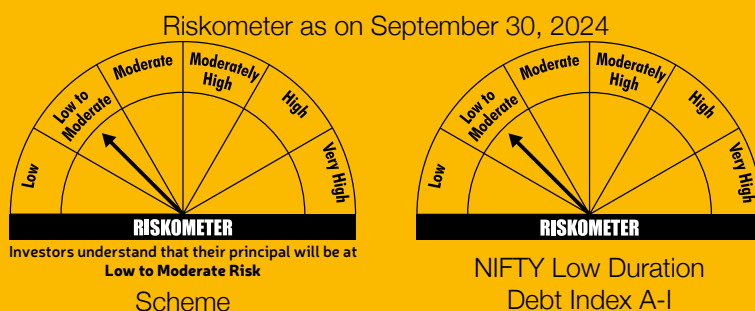 Riskometer as on September 30, 2024
Low
Low to
Moderate
Moderate
Moderately
High
High
Very High
RISKOMETER
Investors understand that their principal will be at
Low to Moderate Risk
Scheme
Low
Low to
Moderate
Moderate
Moderately
High
High
Very High
RISKOMETER
NIFTY Low Duration
Debt Index A-I